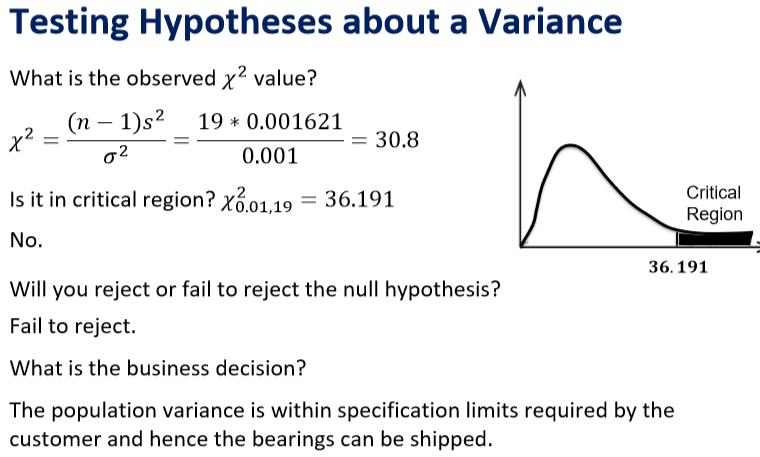 Testing Hypotheses about a Variance
What is the observed χ² value?
χ² = (n − 1)s² / σ² = 19 ∗ 0.001621 / 0.001 = 30.8
Is it in critical region? χ²₀.₀₁,₁₉ = 36.191
No.
Critical
Region
36.191
Will you reject or fail to reject the null hypothesis?
Fail to reject.
What is the business decision?
The population variance is within specification limits required by the
customer and hence the bearings can be shipped.